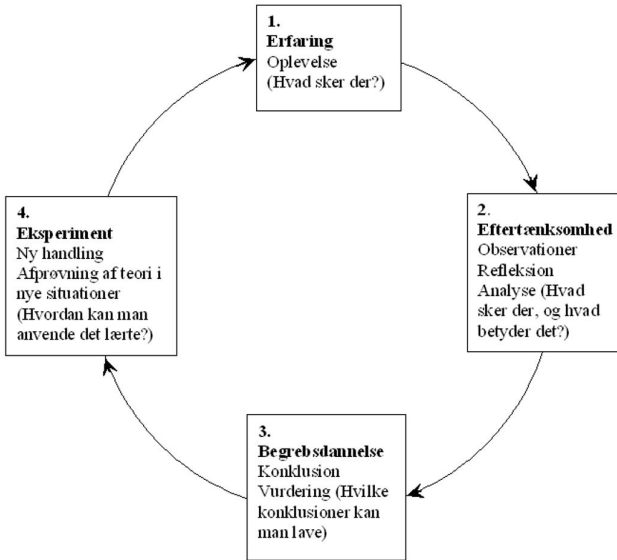 1.
Erfaring
Oplevelse
(Hvad sker der?)
2.
Eftertænksomhed
Observationer
Refleksion
Analyse (Hvad
sker der, og hvad
betyder det?)
3.
Begrebsdannelse
Konklusion
Vurdering (Hvilke
konklusioner kan
man lave)
4.
Eksperiment
Ny handling
Afprøvning af teori i
nye situationer
(Hvordan kan man
anvende det lærte?)